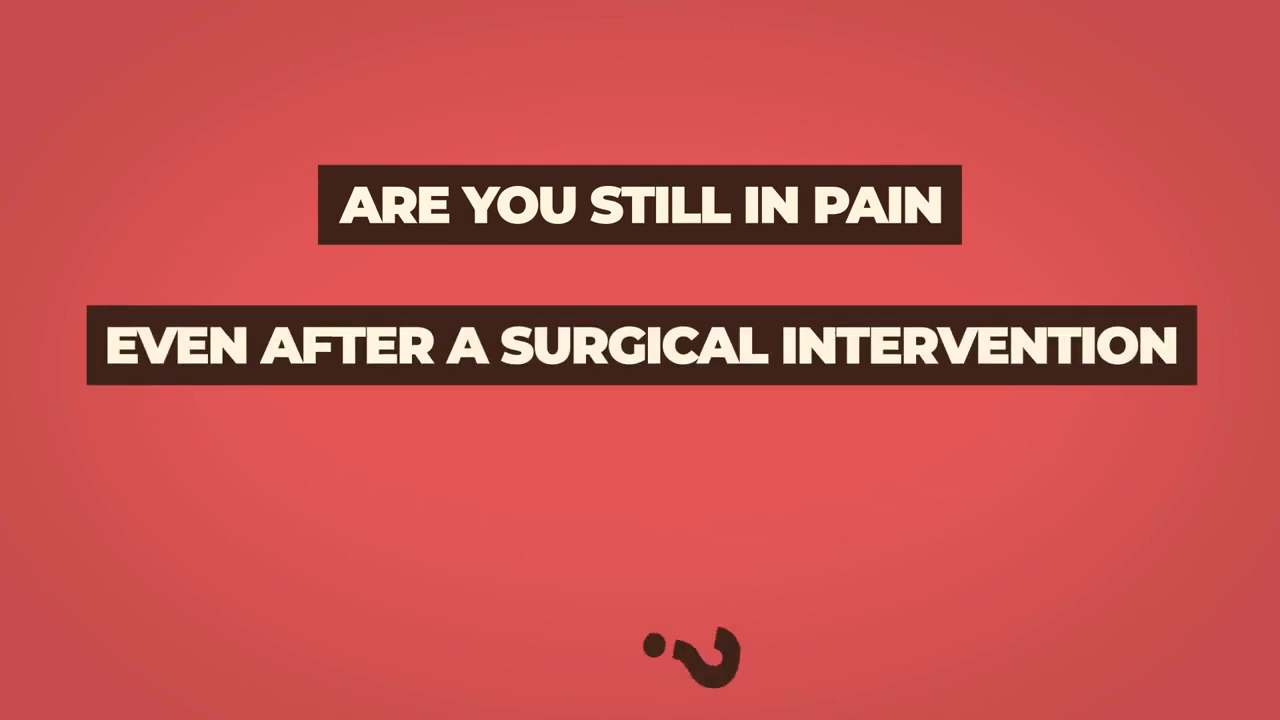 ARE YOU STILL IN PAIN
EVEN AFTER A SURGICAL INTERVENTION
?